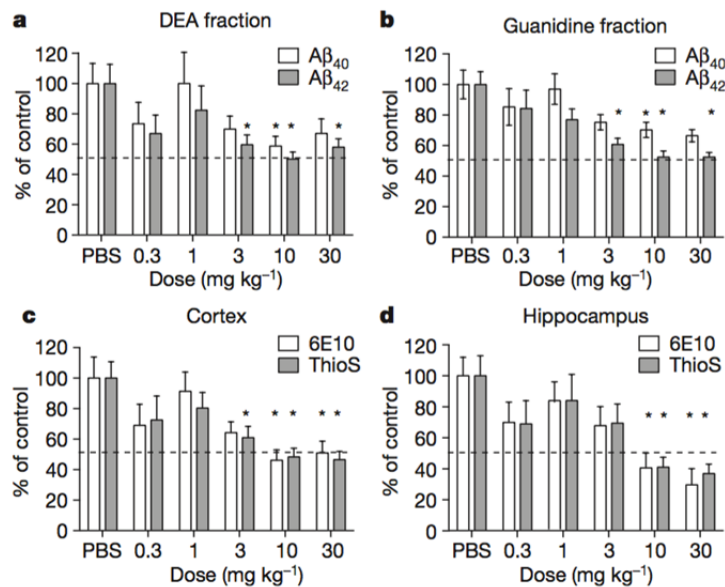 a DEA fraction
120
100
80
60
40
20
0
% of control
Aβ40
Aβ42
* * * *
PBS 0.3 1 3 10 30
Dose (mg kg⁻¹)
b Guanidine fraction
120
100
80
60
40
20
0
% of control
Aβ40
Aβ42
* * * *
PBS 0.3 1 3 10 30
Dose (mg kg⁻¹)
c Cortex
120
100
80
60
40
20
0
% of control
6E10
ThioS
* * * * *
PBS 0.3 1 3 10 30
Dose (mg kg⁻¹)
d Hippocampus
120
100
80
60
40
20
0
% of control
6E10
ThioS
* * * *
PBS 0.3 1 3 10 30
Dose (mg kg⁻¹)